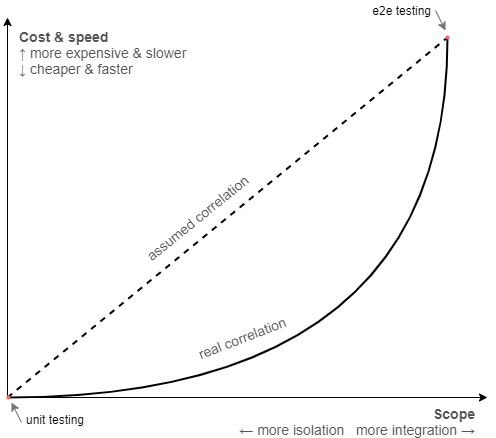 e2e testing
Cost & speed
↑ more expensive & slower
↓ cheaper & faster
assumed correlation
real correlation
unit testing
Scope
← more isolation more integration →